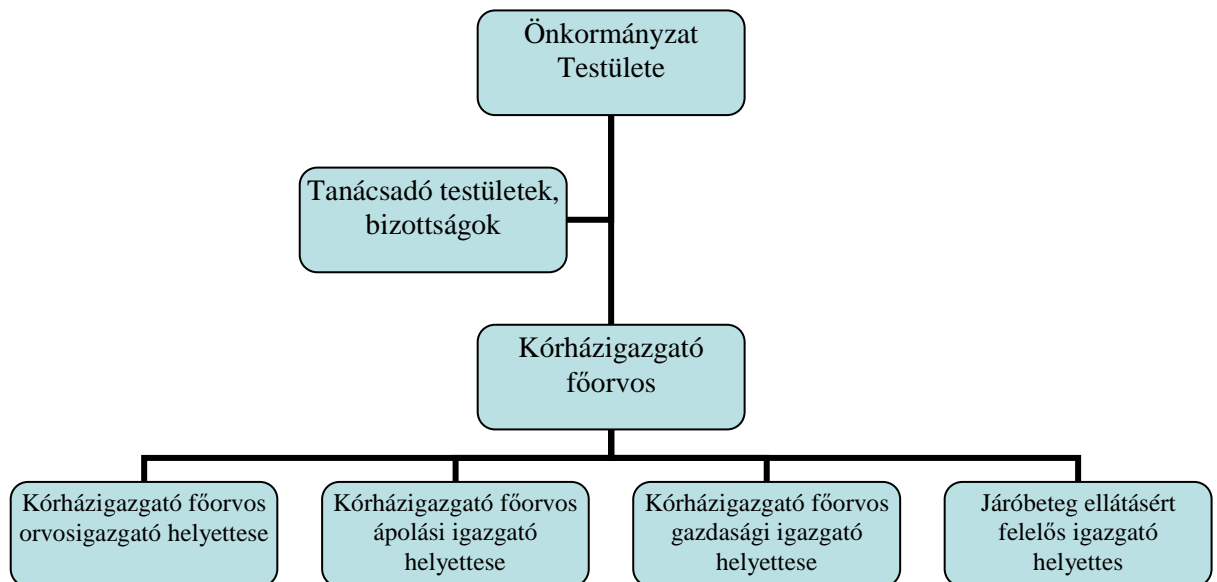 Önkormányzat
Testülete
Tanácsadó testületek,
bizottságok
Kórházigazgató
főorvos
Kórházigazgató főorvos
orvosigazgató helyettese
Kórházigazgató főorvos
ápolási igazgató
helyettese
Kórházigazgató főorvos
gazdasági igazgató
helyettese
Járóbeteg ellátásért
felelős igazgató
helyettes